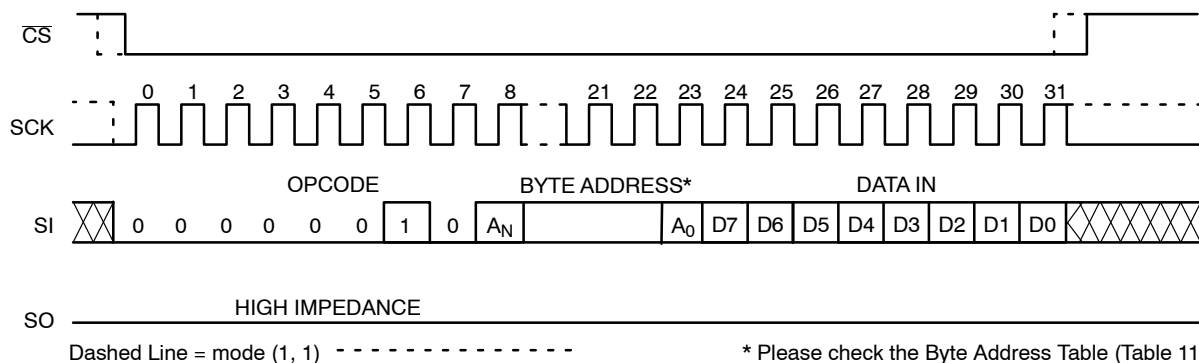 CS
0 1 2 3 4 5 6 7 8 21 22 23 24 25 26 27 28 29 30 31
SCK
OPCODE BYTE ADDRESS* DATA IN
SI 0 0 0 0 0 0 1 0 AN A0 D7 D6 D5 D4 D3 D2 D1 D0
HIGH IMPEDANCE
SO
Dashed Line = mode (1, 1) * Please check the Byte Address Table (Table 11